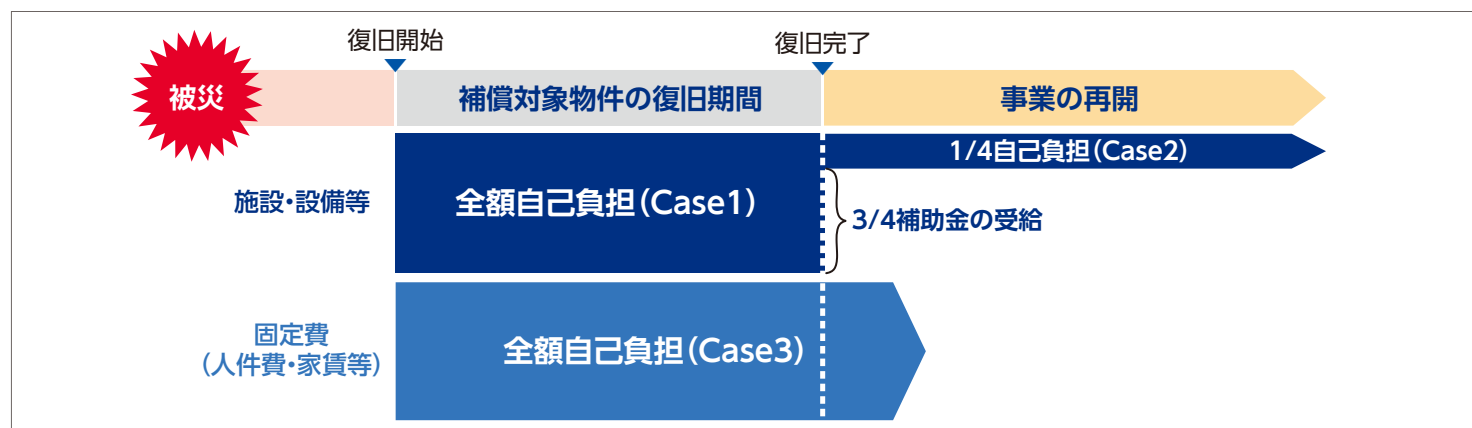 復旧開始
復旧完了
被災
補償対象物件の復旧期間
事業の再開
1/4自己負担(Case2)
施設・設備等
全額自己負担(Case1)
3/4補助金の受給
固定費
(人件費・家賃等)
全額自己負担(Case3)